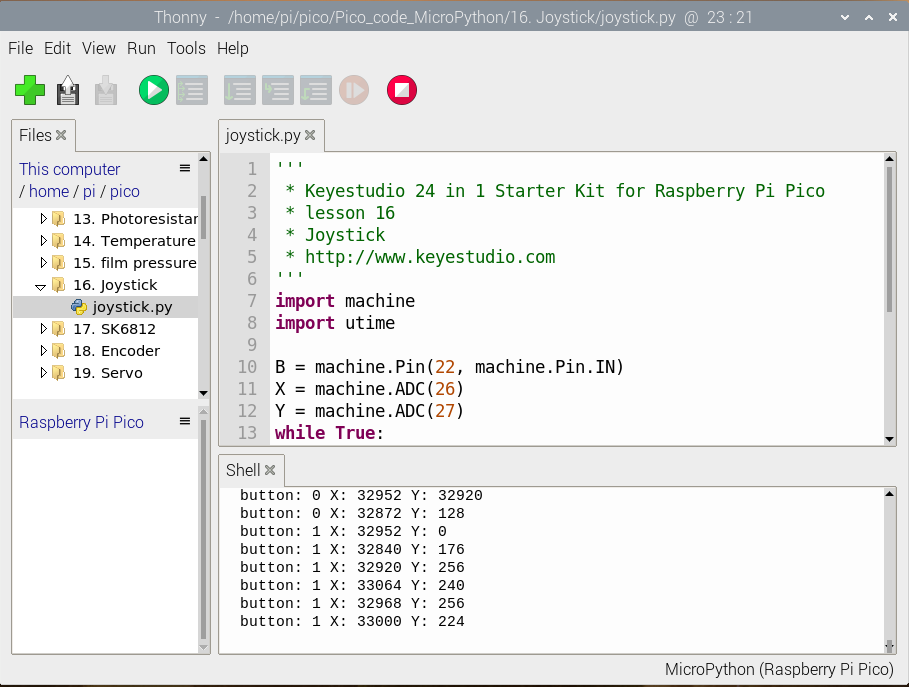 Thonny - /home/pi/pico/Pico_code_MicroPython/16. Joystick/joystick.py @ 23 : 21
File Edit View Run Tools Help
Files
This computer
/ home / pi / pico
13. Photoresistar
14. Temperature
15. film pressure
16. Joystick
joystick.py
17. SK6812
18. Encoder
19. Servo
Raspberry Pi Pico
joystick.py
1 '''
2 * Keyestudio 24 in 1 Starter Kit for Raspberry Pi Pico
3 * lesson 16
4 * Joystick
5 * http://www.keyestudio.com
6 '''
7 import machine
8 import utime
9
10 B = machine.Pin(22, machine.Pin.IN)
11 X = machine.ADC(26)
12 Y = machine.ADC(27)
13 while True:
Shell
button: 0 X: 32952 Y: 32920
button: 0 X: 32872 Y: 128
button: 1 X: 32952 Y: 0
button: 1 X: 32840 Y: 176
button: 1 X: 32920 Y: 256
button: 1 X: 33064 Y: 240
button: 1 X: 32968 Y: 256
button: 1 X: 33000 Y: 224
MicroPython (Raspberry Pi Pico)